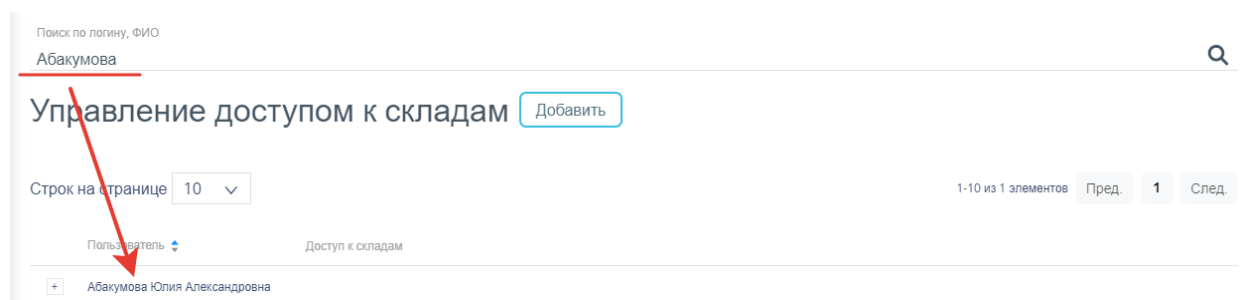 Поиск по логину, ФИО
Абакумова
Управление доступом к складам Добавить
Строк на странице 10 1-10 из 1 элементов Пред. 1 След.
Пользователь Доступ к складам
+ Абакумова Юлия Александровна